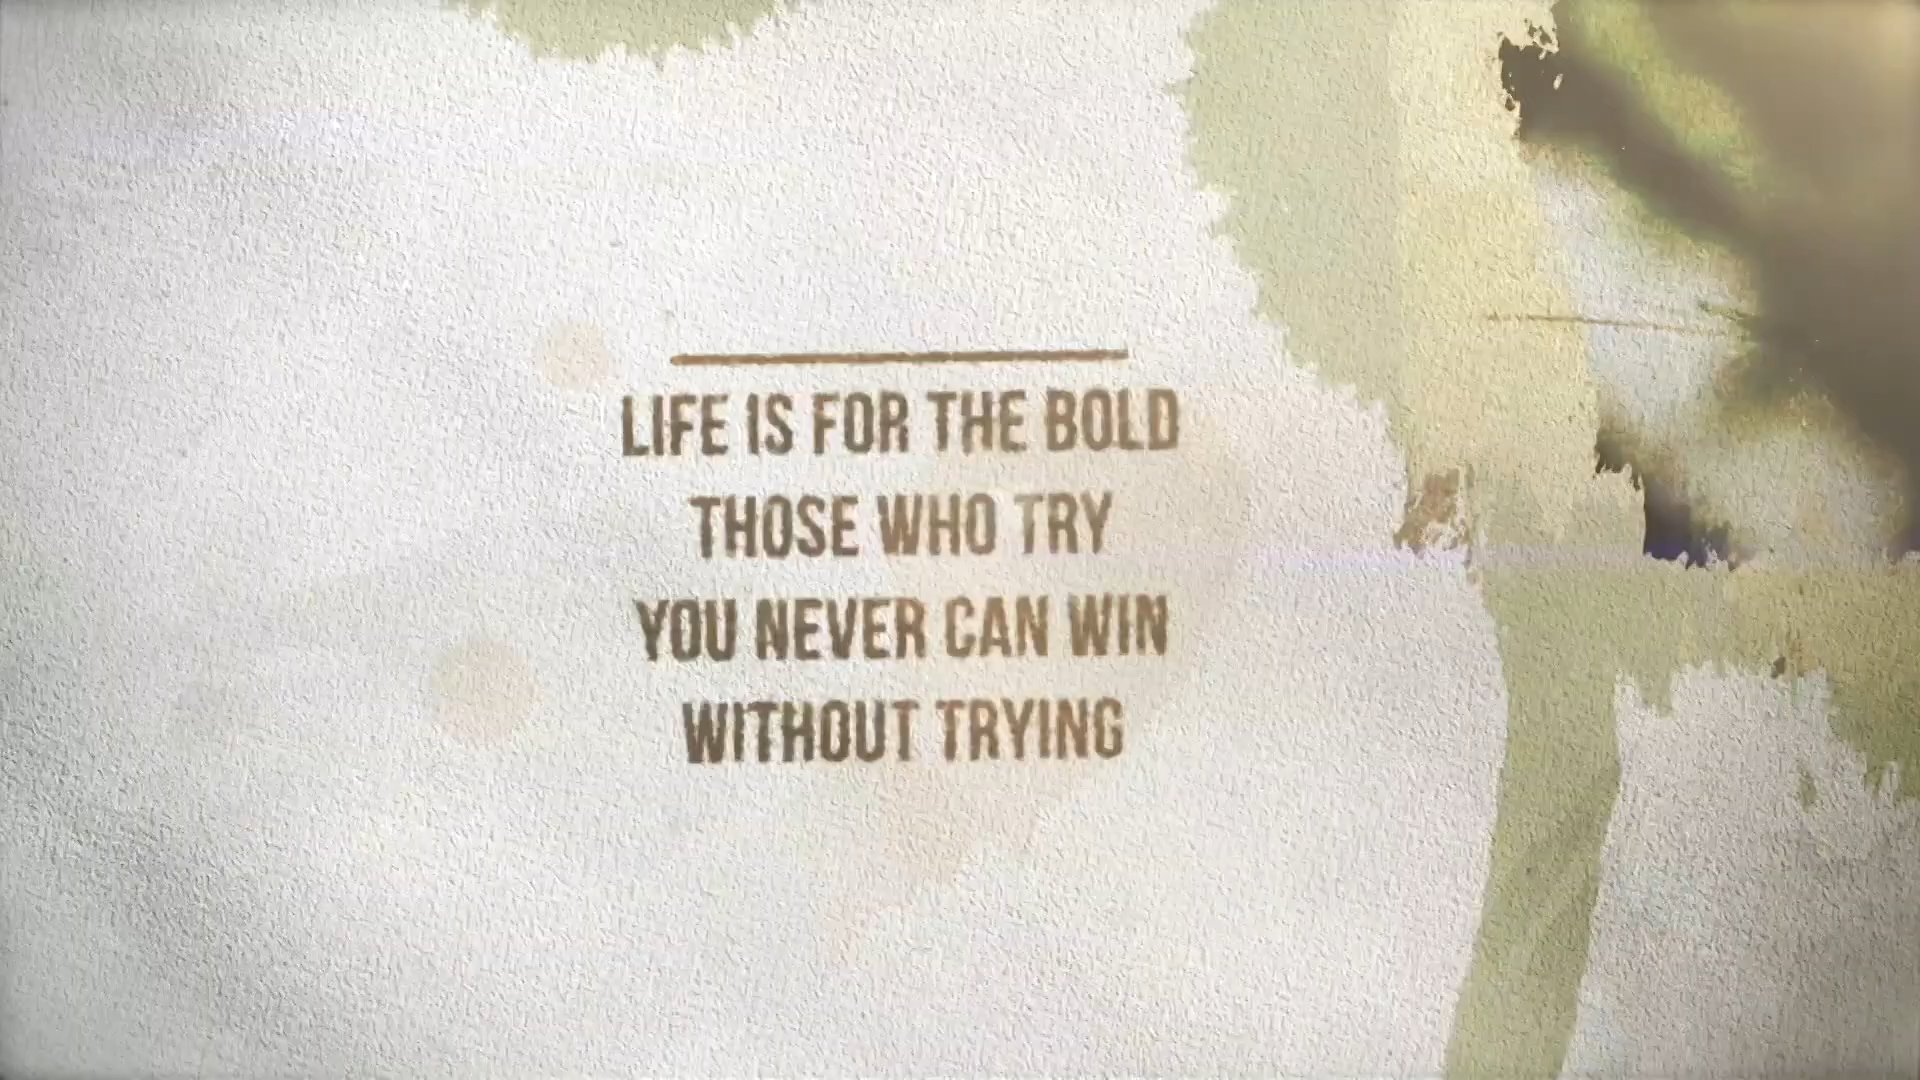 LIFE IS FOR THE BOLD
THOSE WHO TRY
YOU NEVER CAN WIN
WITHOUT TRYING